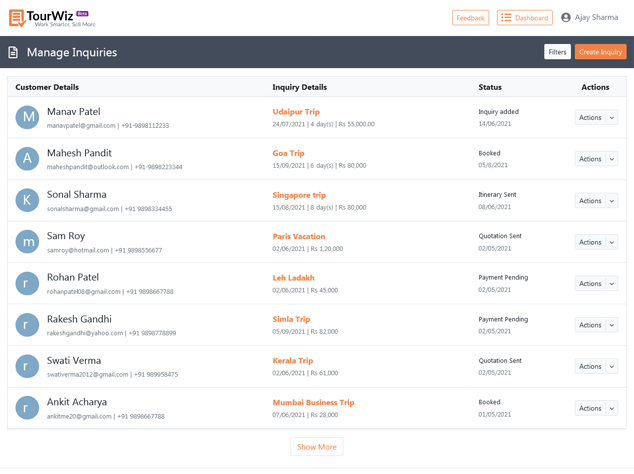 TourWiz Beta
Work Smarter, Sell More
Feedback
Dashboard
Ajay Sharma
Manage Inquiries
Filters
Create Inquiry
Customer Details Inquiry Details Status Actions
M Manav Patel Udaipur Trip Inquiry added Actions
manavpatel@gmail.com | +91-9898112233 24/07/2021 | 4 day(s) | Rs 55,000.00 14/06/2021
A Mahesh Pandit Goa Trip Booked Actions
maheshpandit@outlook.com | +91-9898223344 15/09/2021 | 6 day(s) | Rs 80,000 05/8/2021
K Sonal Sharma Singapore trip Itinerary Sent Actions
sonalsharma@gmail.com | +91 9898334455 15/08/2021 | 8 day(s) | Rs 80,000 08/06/2021
m Sam Roy Paris Vacation Quotation Sent Actions
samroy@hotmail.com | +91 9898556677 02/06/2021 | Rs 1,20,000 02/05/2021
r Rohan Patel Leh Ladakh Payment Pending Actions
rohanpatel08@gmail.com | +91 9898667788 02/06/2021 | Rs 45,000 02/05/2021
r Rakesh Gandhi Simla Trip Payment Pending Actions
rakeshgandhi@yahoo.com | +91 9898778899 05/09/2021 | Rs 82,000 02/05/2021
r Swati Verma Kerala Trip Quotation Sent Actions
swativerma2012@gmail.com | +91 989958475 02/06/2021 | Rs 61,000 02/05/2021
r Ankit Acharya Mumbai Business Trip Booked Actions
ankitme20@gmail.com | +91 9898667788 07/06/2021 | Rs 28,000 01/05/2021
Show More